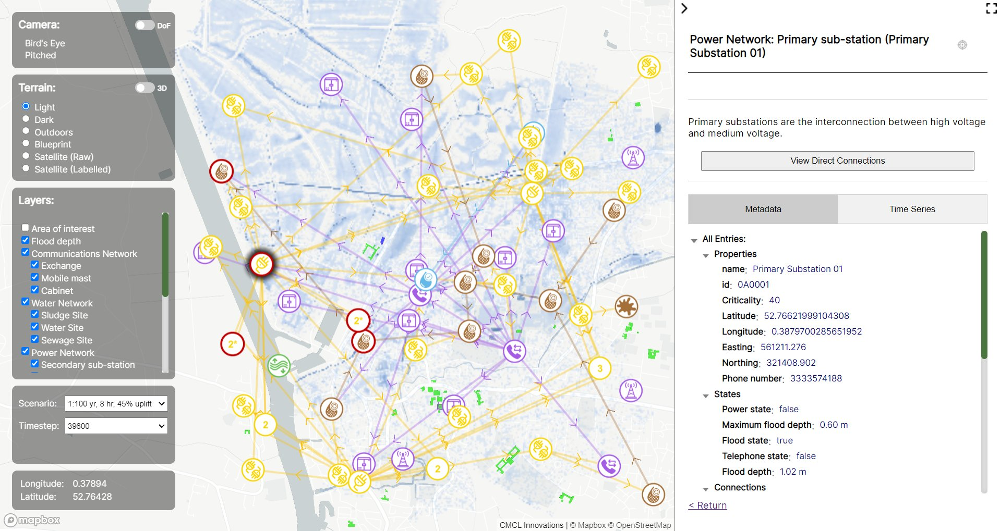 Camera:
DoF
Bird's Eye
Pitched
Terrain:
3D
Light
Dark
Outdoors
Blueprint
Satellite (Raw)
Satellite (Labelled)
Layers:
Area of interest
Flood depth
Communications Network
Exchange
Mobile mast
Cabinet
Water Network
Sludge Site
Water Site
Sewage Site
Power Network
Secondary sub-station
Scenario: 1:100 yr, 8 hr, 45% uplift
Timestep: 39600
Longitude: 0.37894
Latitude: 52.76428
mapbox
2*
2*
3
2
2
CMCL Innovations | © Mapbox © OpenStreetMap
Power Network: Primary sub-station (Primary
Substation 01)
Primary substations are the interconnection between high voltage
and medium voltage.
View Direct Connections
Metadata
Time Series
All Entries:
Properties
name: Primary Substation 01
id: 0A0001
Criticality: 40
Latitude: 52.76621999104308
Longitude: 0.3879700285651952
Easting: 561211.276
Northing: 321408.902
Phone number: 3333574188
States
Power state: false
Maximum flood depth: 0.60 m
Flood state: true
Telephone state: false
Flood depth: 1.02 m
Connections
< Return